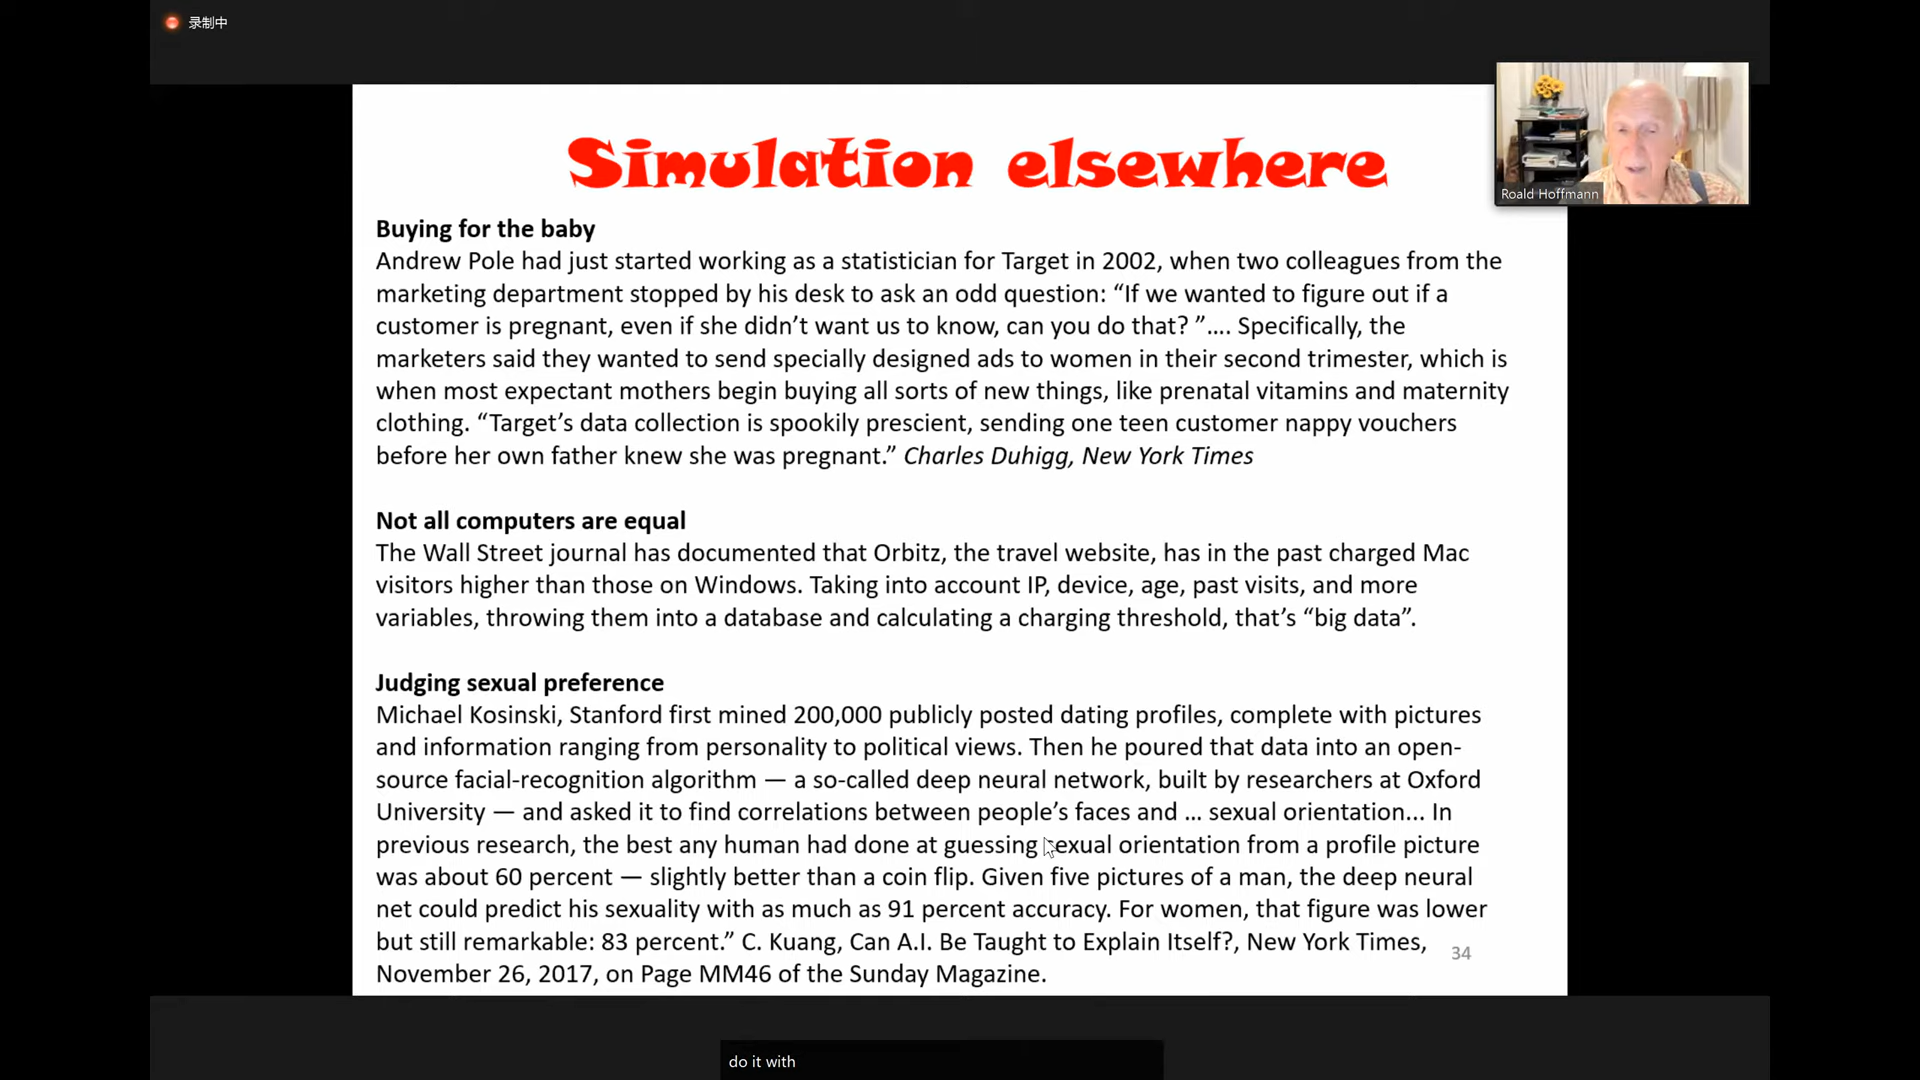 录制中
Simulation elsewhere
Roald Hoffmann
Buying for the baby
Andrew Pole had just started working as a statistician for Target in 2002, when two colleagues from the
marketing department stopped by his desk to ask an odd question: “If we wanted to figure out if a
customer is pregnant, even if she didn’t want us to know, can you do that? ”…. Specifically, the
marketers said they wanted to send specially designed ads to women in their second trimester, which is
when most expectant mothers begin buying all sorts of new things, like prenatal vitamins and maternity
clothing. “Target’s data collection is spookily prescient, sending one teen customer nappy vouchers
before her own father knew she was pregnant.” Charles Duhigg, New York Times
Not all computers are equal
The Wall Street journal has documented that Orbitz, the travel website, has in the past charged Mac
visitors higher than those on Windows. Taking into account IP, device, age, past visits, and more
variables, throwing them into a database and calculating a charging threshold, that’s “big data”.
Judging sexual preference
Michael Kosinski, Stanford first mined 200,000 publicly posted dating profiles, complete with pictures
and information ranging from personality to political views. Then he poured that data into an open-
source facial-recognition algorithm — a so-called deep neural network, built by researchers at Oxford
University — and asked it to find correlations between people’s faces and … sexual orientation... In
previous research, the best any human had done at guessing sexual orientation from a profile picture
was about 60 percent — slightly better than a coin flip. Given five pictures of a man, the deep neural
net could predict his sexuality with as much as 91 percent accuracy. For women, that figure was lower
but still remarkable: 83 percent.” C. Kuang, Can A.I. Be Taught to Explain Itself?, New York Times,
November 26, 2017, on Page MM46 of the Sunday Magazine.
34
do it with